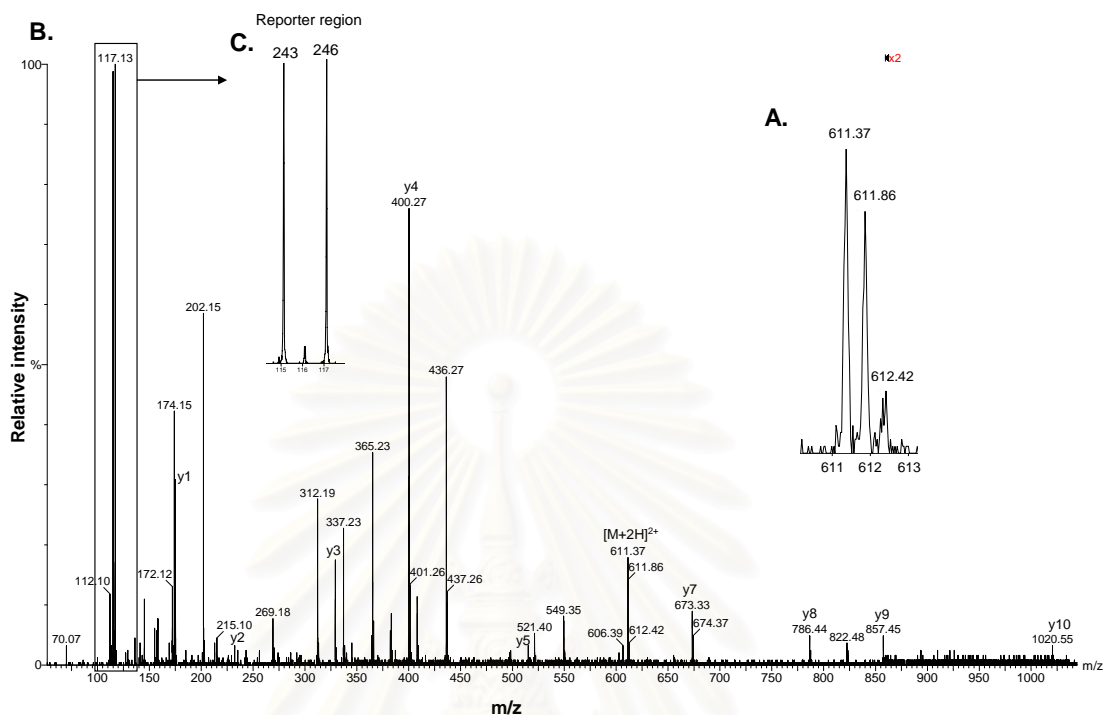 Reporter region
B.
C.
243 246
x2
100
117.13
A.
611.37
y4
400.27
611.86
202.15
%
115 116 117
436.27
612.42
174.15
y1
365.23
611 612 613
312.19
337.23
[M+2H]2+
y3
611.37
172.12
401.26
611.86
y7
112.10
437.26
673.33
y8
y9
269.18
549.35
786.44
857.45
y10
215.10
674.37
1020.55
70.07
y2
521.40
y5
606.39
612.42
822.48
0
100 150 200 250 300 350 400 450 500 550 600 650 700 750 800 850 900 950 1000
m/z
Relative intensity
m/z